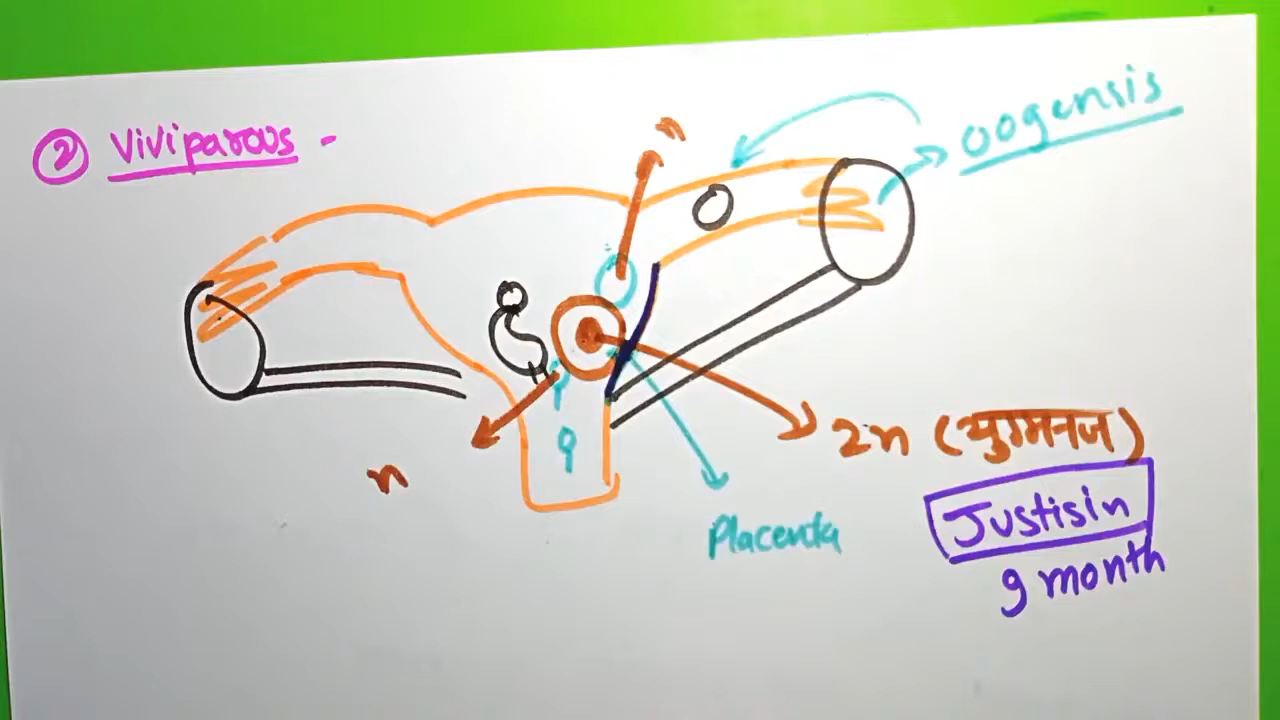 ② Viviparous -
oogensis
n
2n (युग्मनज)
n
Justisin
Placenta
9 month